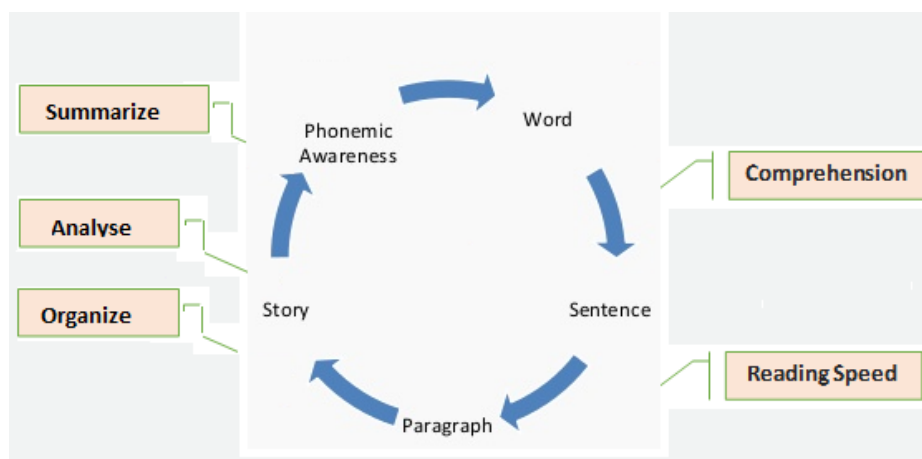 Summarize
Phonemic
Awareness
Word
Comprehension
Analyse
Organize
Story
Sentence
Reading Speed
Paragraph